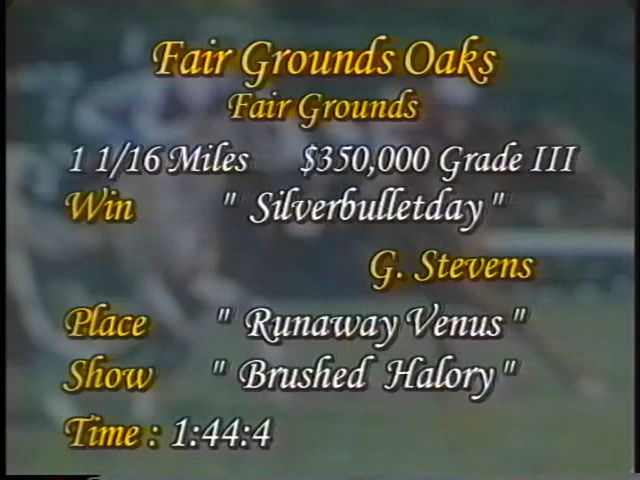 Fair Grounds Oaks
Fair Grounds
1 1/16 Miles $350,000 Grade III
Win " Silverbulletday "
G. Stevens
Place " Runaway Venus "
Show " Brushed Halory "
Time : 1:44:4